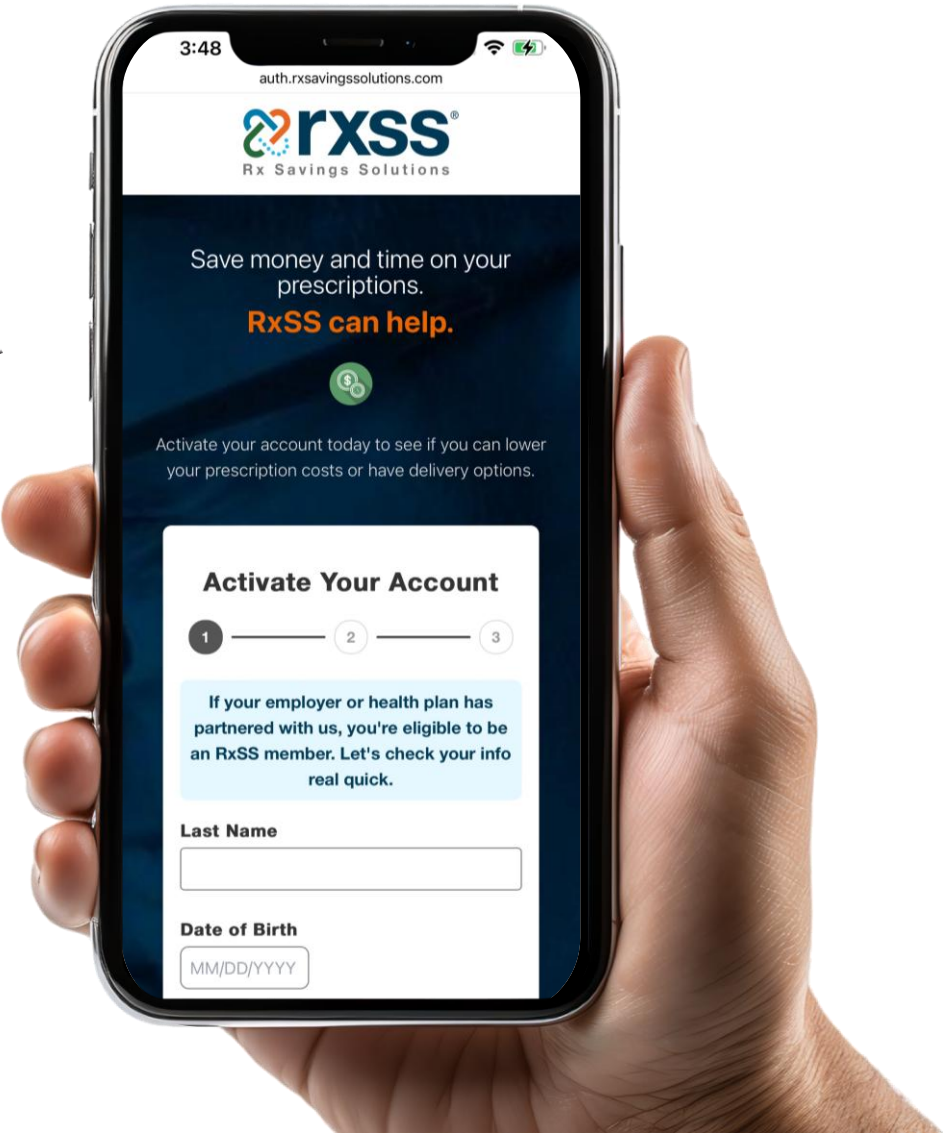 3:48
auth.rxsavingssolutions.com
rxss®
Rx Savings Solutions
Save money and time on your
prescriptions.
RxSS can help.
$
Activate your account today to see if you can lower
your prescription costs or have delivery options.
Activate Your Account
1 2 3
If your employer or health plan has
partnered with us, you're eligible to be
an RxSS member. Let's check your info
real quick.
Last Name
Date of Birth
MM/DD/YYYY